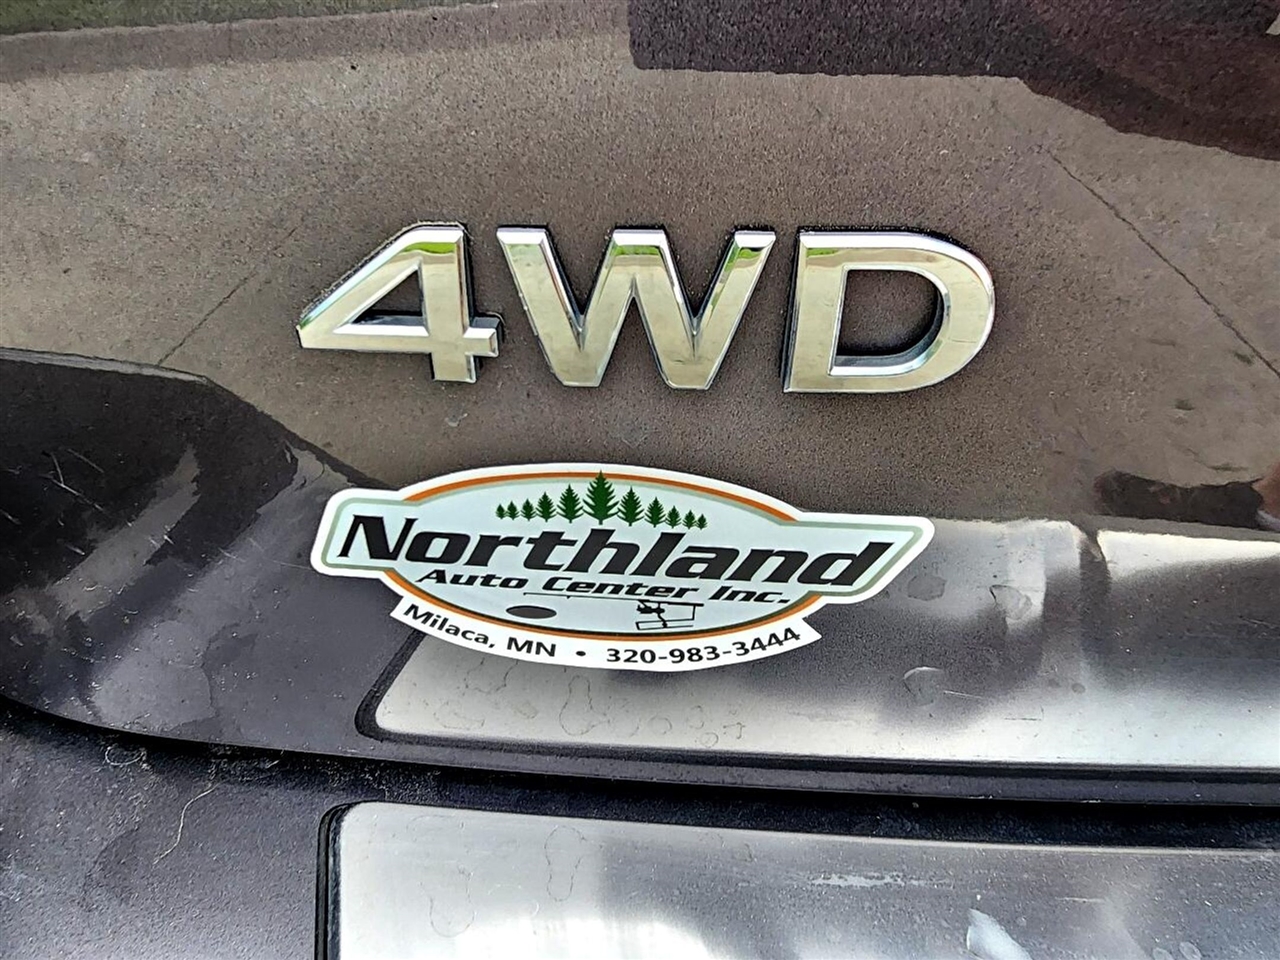 4WD
Northland
Auto Center Inc.
Milaca, MN • 320-983-3444